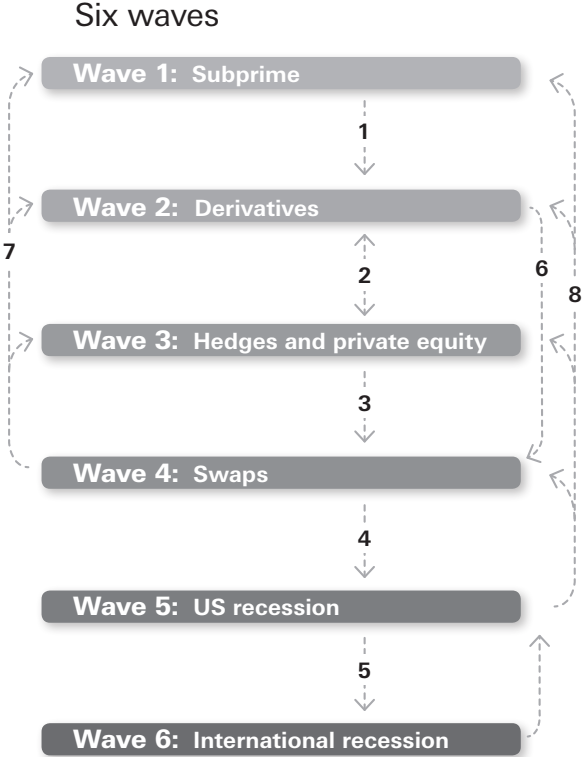 Six waves
Wave 1: Subprime
1
Wave 2: Derivatives
7
2
6
8
Wave 3: Hedges and private equity
3
Wave 4: Swaps
4
Wave 5: US recession
5
Wave 6: International recession